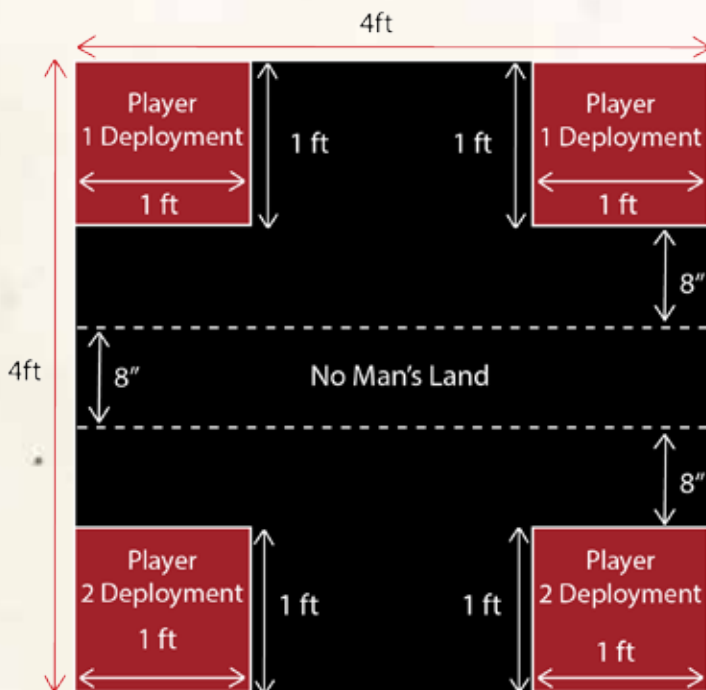 4ft
Player
1 Deployment
1 ft
1 ft
1 ft
Player
1 Deployment
1 ft
8”
4ft
8”
No Man’s Land
8”
Player
2 Deployment
1 ft
1 ft
1 ft
Player
2 Deployment
1 ft